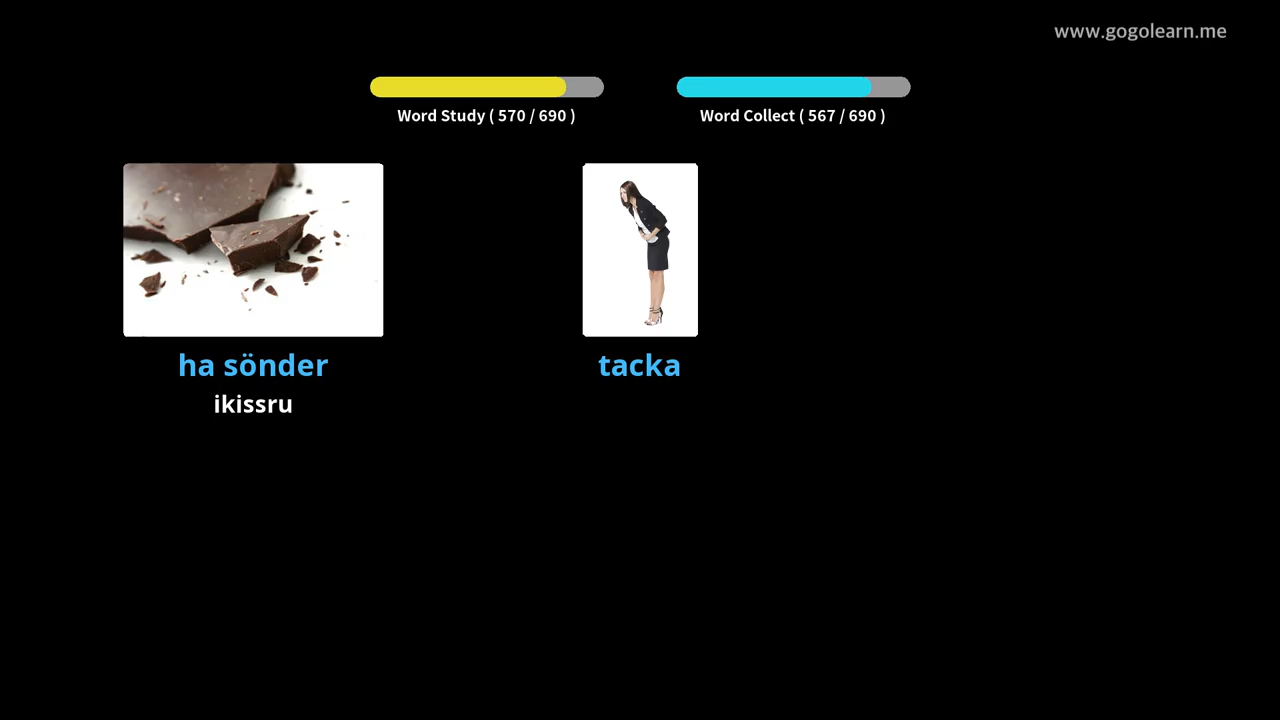 www.gogolearn.me
Word Study ( 570 / 690 )
Word Collect ( 567 / 690 )
ha sönder
ikissru
tacka